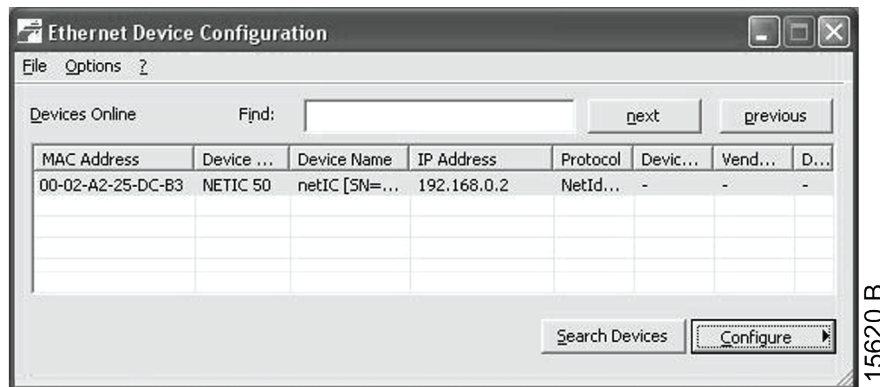 Ethernet Device Configuration
File Options ?
Devices Online Find: next previous
MAC Address Device ... Device Name IP Address Protocol Devic... Vend... D...
00-02-A2-25-DC-B3 NETIC 50 netIC [SN=... 192.168.0.2 NetId... - - -
Search Devices Configure
15620 B